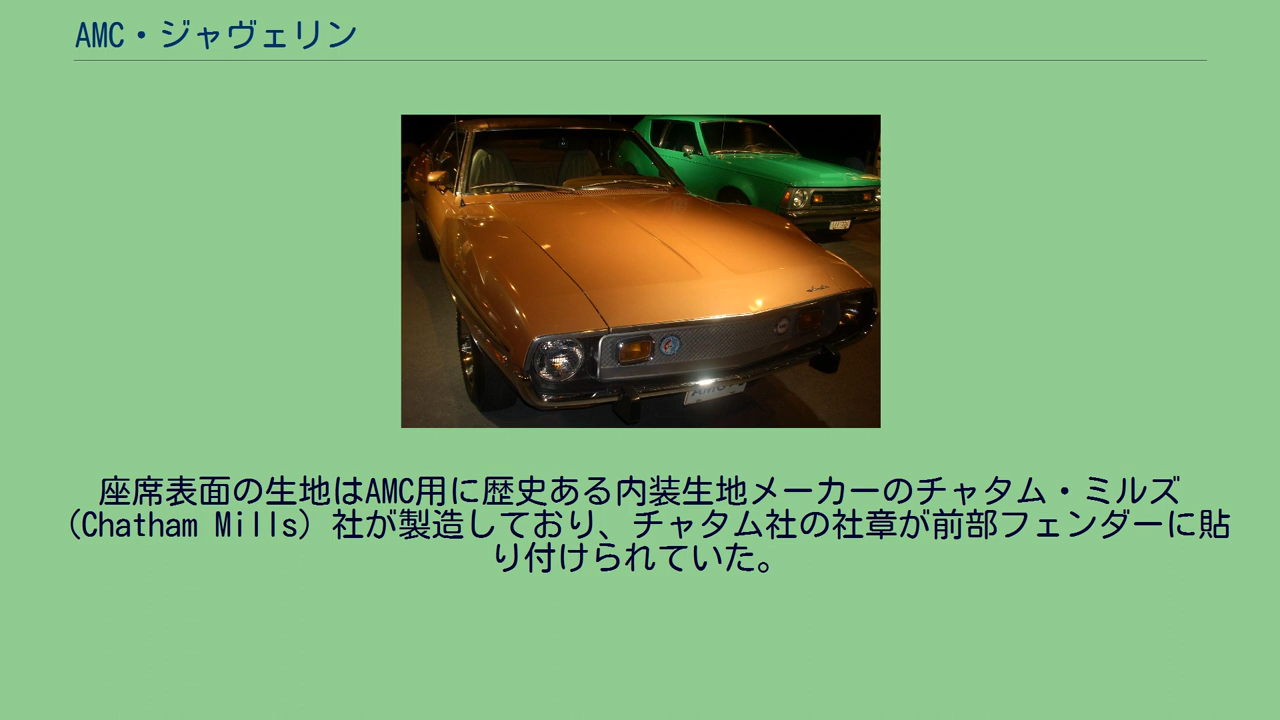 AMC・ジャヴェリン
座席表面の生地はAMC用に歴史ある内装生地メーカーのチャタム・ミルズ
(Chatham Mills) 社が製造しており、チャタム社の社章が前部フェンダーに貼
り付けられていた。